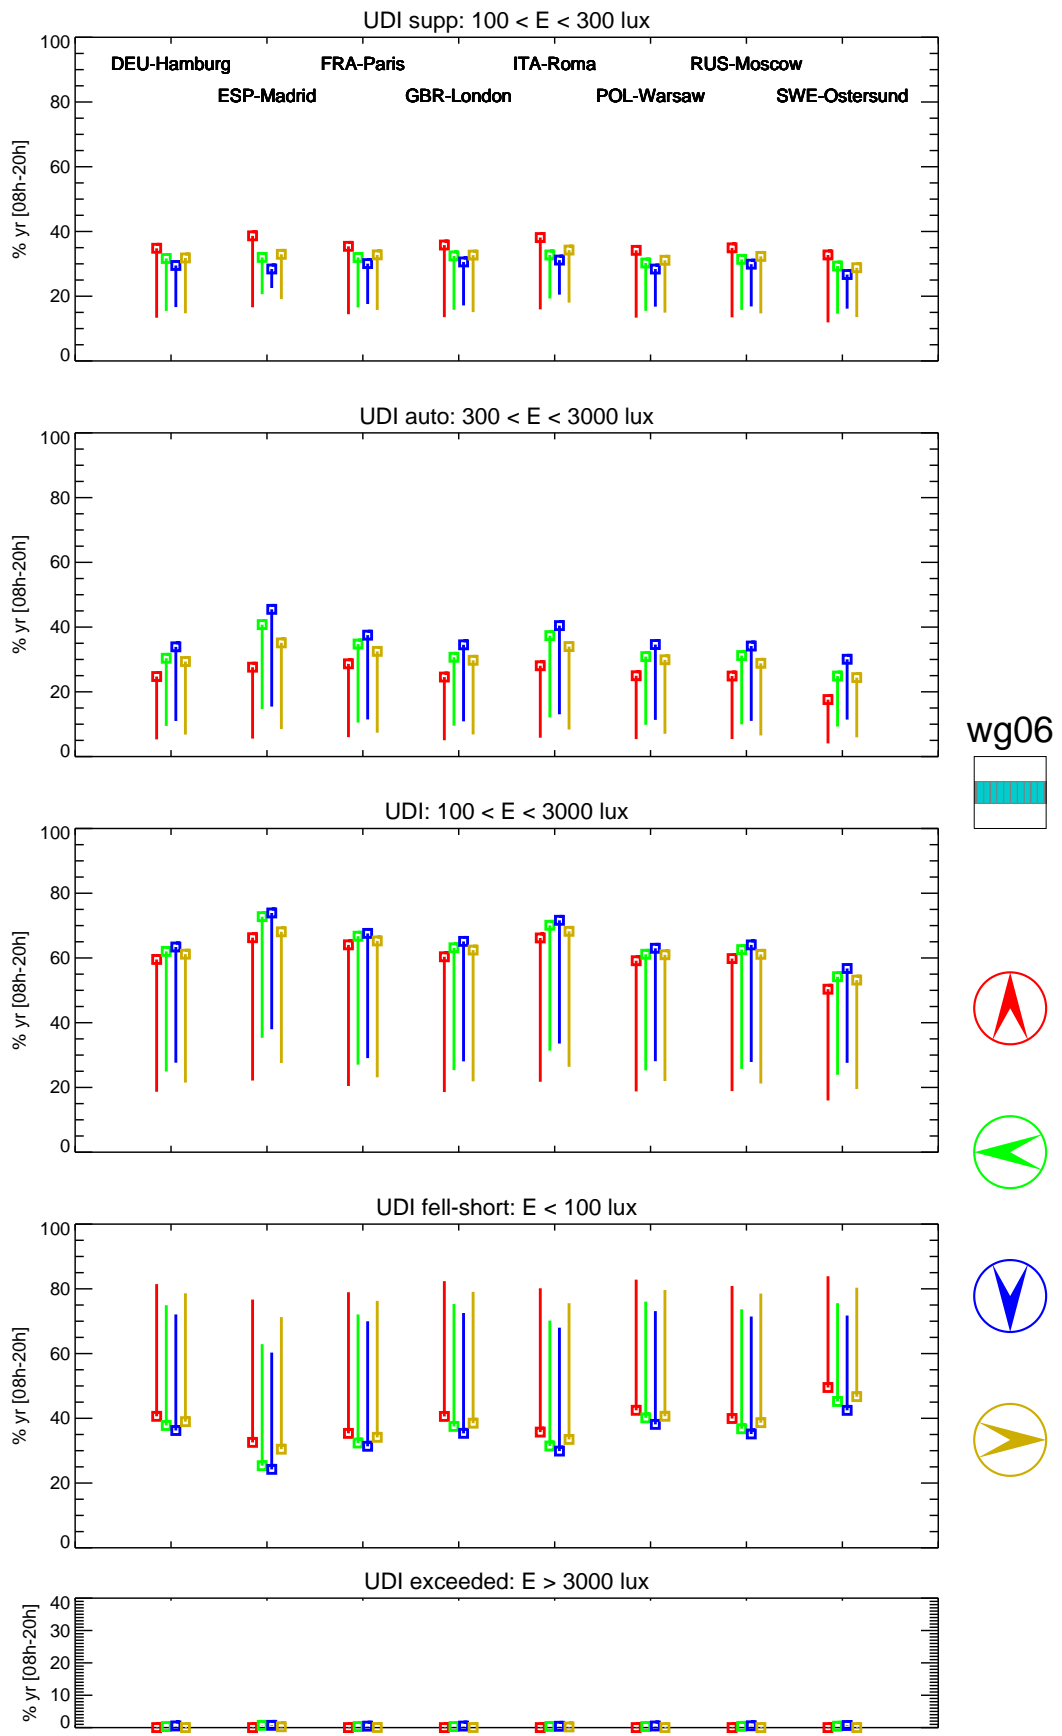 UDI supp: 100 < E < 300 lux
100
80
60
40
20
0
% yr [08h-20h]
DEU-Hamburg
FRA-Paris
ITA-Roma
RUS-Moscow
ESP-Madrid
GBR-London
POL-Warsaw
SWE-Ostersund
UDI auto: 300 < E < 3000 lux
100
80
60
40
20
0
% yr [08h-20h]
wg06
UDI: 100 < E < 3000 lux
100
80
60
40
20
0
% yr [08h-20h]
UDI fell-short: E < 100 lux
100
80
60
40
20
0
% yr [08h-20h]
UDI exceeded: E > 3000 lux
40
30
20
10
0
% yr [08h-20h]